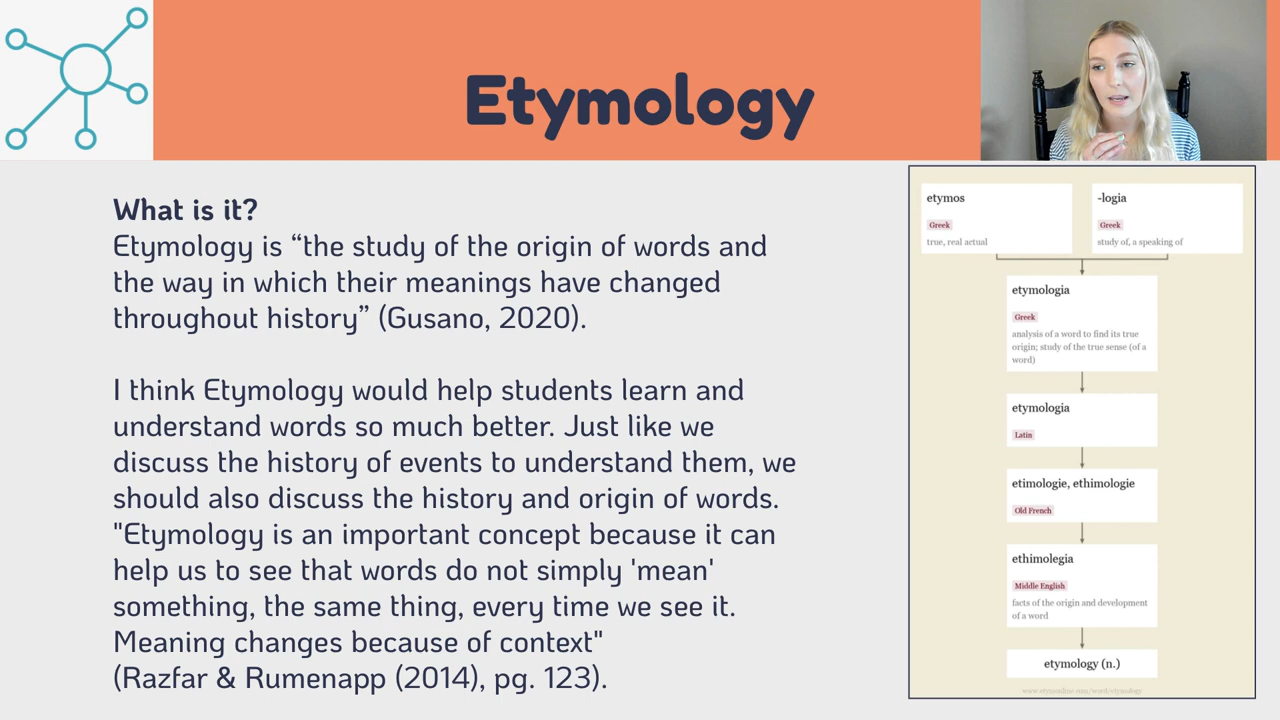 Etymology
What is it?
Etymology is “the study of the origin of words and
the way in which their meanings have changed
throughout history” (Gusano, 2020).
I think Etymology would help students learn and
understand words so much better. Just like we
discuss the history of events to understand them, we
should also discuss the history and origin of words.
"Etymology is an important concept because it can
help us to see that words do not simply 'mean'
something, the same thing, every time we see it.
Meaning changes because of context"
(Razfar & Rumenapp (2014), pg. 123).
etymos
Greek
true, real actual
-logia
Greek
study of, a speaking of
etymologia
Greek
analysis of a word to find its true
origin; study of the true sense (of a
word)
etymologia
Latin
etimologie, ethimologie
Old French
ethimolegia
Middle English
facts of the origin and development
of a word
etymology (n.)
www.etymonline.com/word/etymology